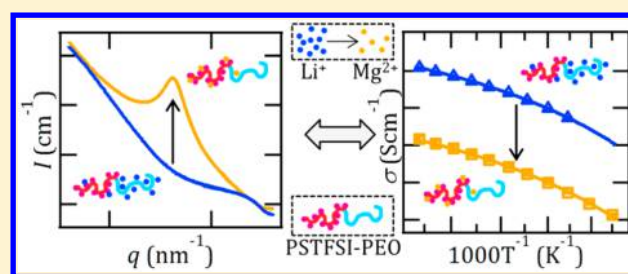 I (cm⁻¹)
q (nm⁻¹)
Li⁺ → Mg²⁺
PSTFSI-PEO
σ (Scm⁻¹)
1000T⁻¹ (K⁻¹)